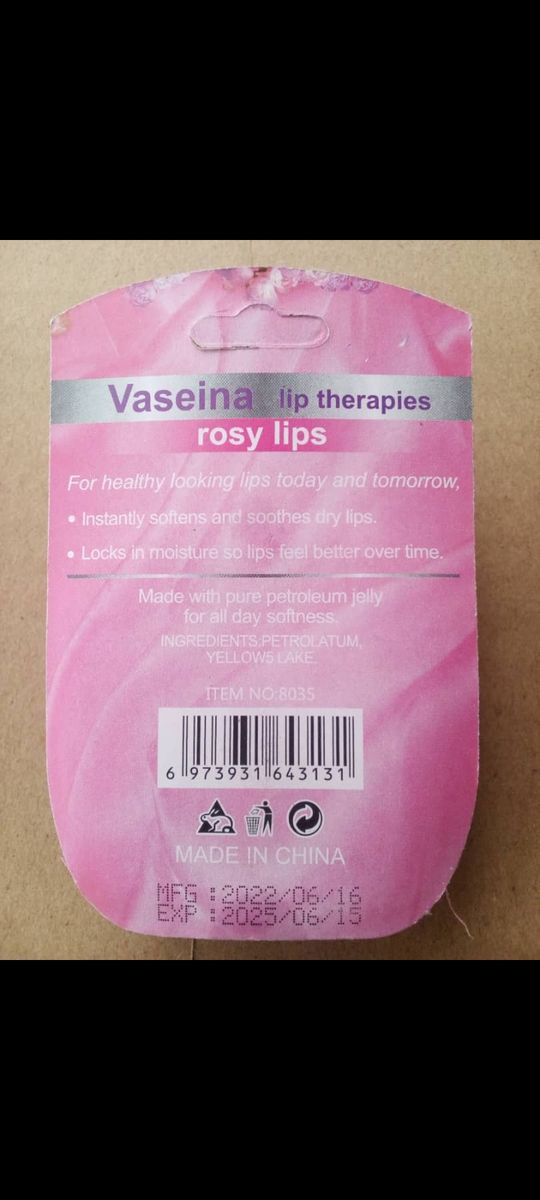 Vaseina lip therapies
rosy lips
For healthy looking lips today and tomorrow,
• Instantly softens and soothes dry lips.
• Locks in moisture so lips feel better over time.
Made with pure petroleum jelly
for all day softness.
INGREDIENTS:PETROLATUM,
YELLOW5 LAKE.
ITEM NO:8035
6 973931 643131
MADE IN CHINA
MFG : 2022/06/16
EXP : 2025/06/15